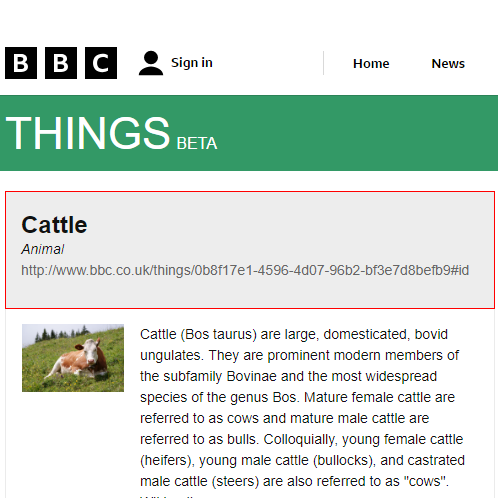 BBC Sign in Home News
THINGS BETA
Cattle
Animal
http://www.bbc.co.uk/things/0b8f17e1-4596-4d07-96b2-bf3e7d8befb9#id
Cattle (Bos taurus) are large, domesticated, bovid
ungulates. They are prominent modern members of
the subfamily Bovinae and the most widespread
species of the genus Bos. Mature female cattle are
referred to as cows and mature male cattle are
referred to as bulls. Colloquially, young female cattle
(heifers), young male cattle (bullocks), and castrated
male cattle (steers) are also referred to as "cows".